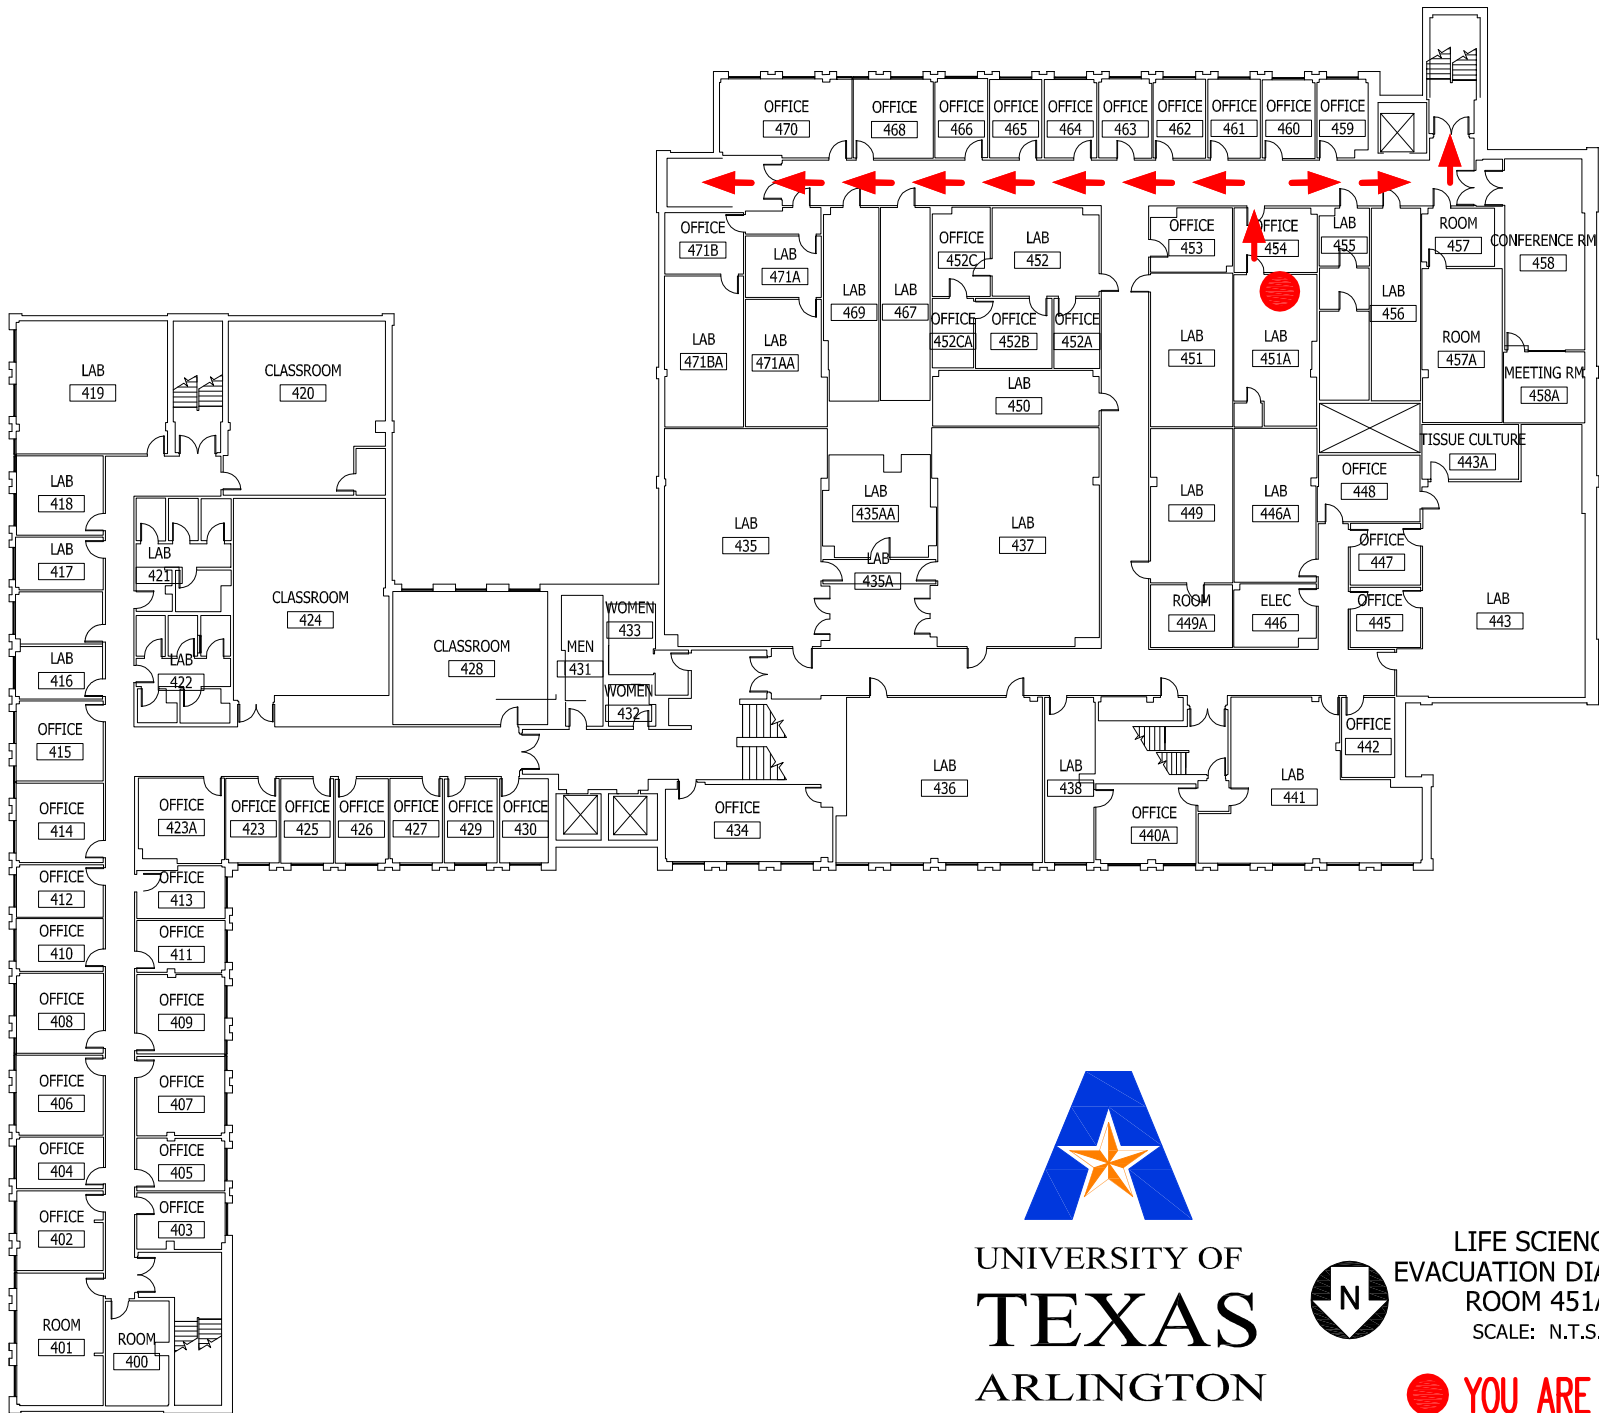 OFFICE
470
OFFICE
468
OFFICE
466
OFFICE
465
OFFICE
464
OFFICE
463
OFFICE
462
OFFICE
461
OFFICE
460
OFFICE
459
OFFICE
471B
LAB
471A
LAB
469
LAB
467
OFFICE
452C
LAB
452
OFFICE
453
OFFICE
454
LAB
455
LAB
456
ROOM
457
CONFERENCE RM
458
LAB
471BA
LAB
471AA
OFFICE
452CA
OFFICE
452B
OFFICE
452A
LAB
450
LAB
451
LAB
451A
ROOM
457A
MEETING RM
458A
LAB
419
CLASSROOM
420
TISSUE CULTURE
443A
OFFICE
448
LAB
418
LAB
435
LAB
435AA
LAB
435A
LAB
437
LAB
449
LAB
446A
OFFICE
447
LAB
417
LAB
421
CLASSROOM
424
ROOM
449A
ELEC
446
OFFICE
445
LAB
443
LAB
416
LAB
422
CLASSROOM
428
MEN
431
WOMEN
433
WOMEN
432
OFFICE
415
OFFICE
442
LAB
436
LAB
438
LAB
441
OFFICE
414
OFFICE
423A
OFFICE
423
OFFICE
425
OFFICE
426
OFFICE
427
OFFICE
429
OFFICE
430
OFFICE
434
OFFICE
440A
OFFICE
412
OFFICE
413
OFFICE
410
OFFICE
411
OFFICE
408
OFFICE
409
OFFICE
406
OFFICE
407
OFFICE
404
OFFICE
405
OFFICE
402
OFFICE
403
ROOM
401
ROOM
400
UNIVERSITY OF
TEXAS
ARLINGTON
N
LIFE SCIENC
EVACUATION DIA
ROOM 451A
SCALE: N.T.S.
YOU ARE